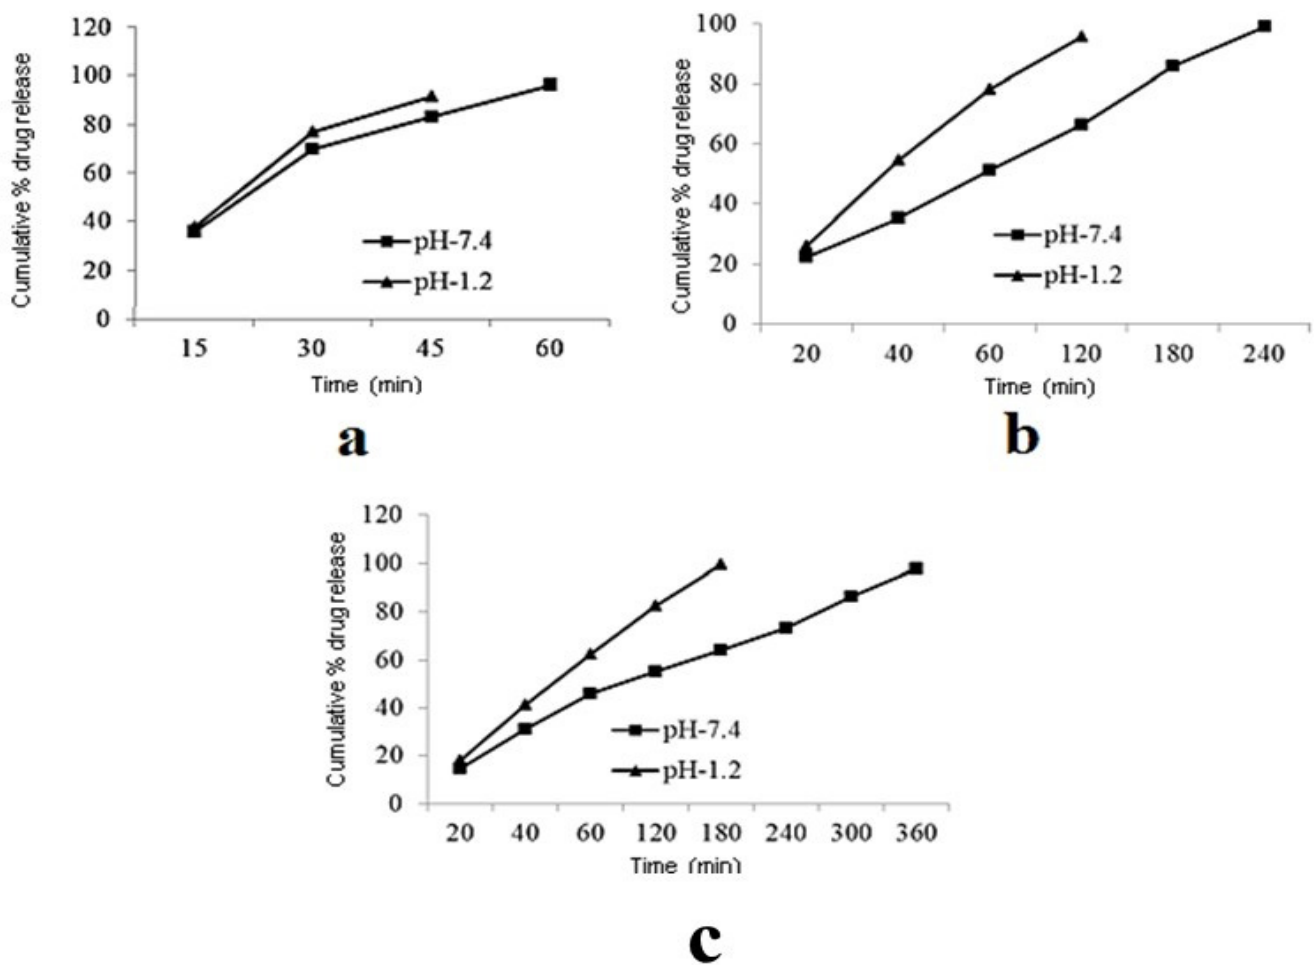 120
100
80
60
40
20
0
Cumulative % drug release
pH-7.4
pH-1.2
15 30 45 60
Time (min)
a
100
80
60
40
20
0
Cumulative % drug release
pH-7.4
pH-1.2
20 40 60 120 180 240
Time (min)
b
120
100
80
60
40
20
0
Cumulative % drug release
pH-7.4
pH-1.2
20 40 60 120 180 240 300 360
Time (min)
c